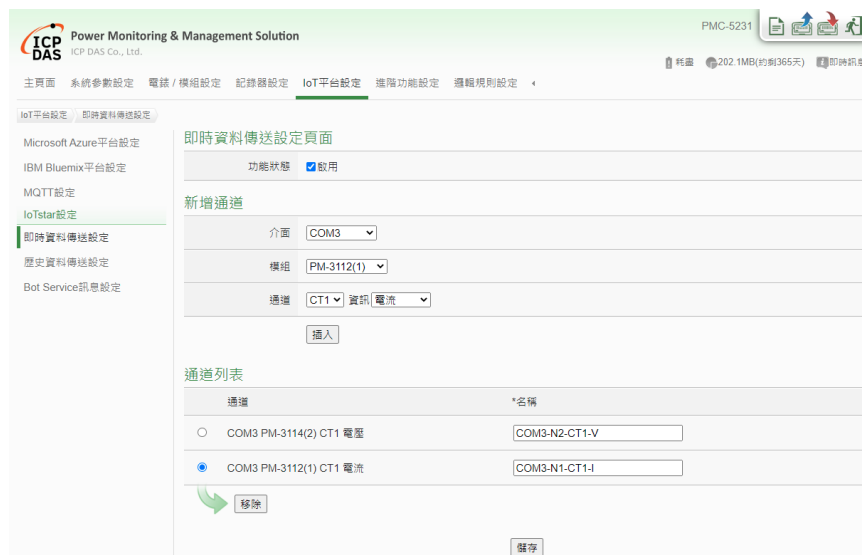 ICP DAS
Power Monitoring & Management Solution
ICP DAS Co., Ltd.
PMC-5231
耗盡 202.1MB(約剩365天) 即時訊息
主頁面 系統參數設定 電錶 / 模組設定 記錄器設定 IoT平台設定 進階功能設定 邏輯規則設定
IoT平台設定 即時資料傳送設定
Microsoft Azure平台設定
IBM Bluemix平台設定
MQTT設定
IoTstar設定
即時資料傳送設定
歷史資料傳送設定
Bot Service訊息設定
即時資料傳送設定頁面
功能狀態 啟用
新增通道
介面 COM3
模組 PM-3112(1)
通道 CT1 資訊 電流
插入
通道列表
通道 *名稱
COM3 PM-3114(2) CT1 電壓 COM3-N2-CT1-V
COM3 PM-3112(1) CT1 電流 COM3-N1-CT1-I
移除
儲存